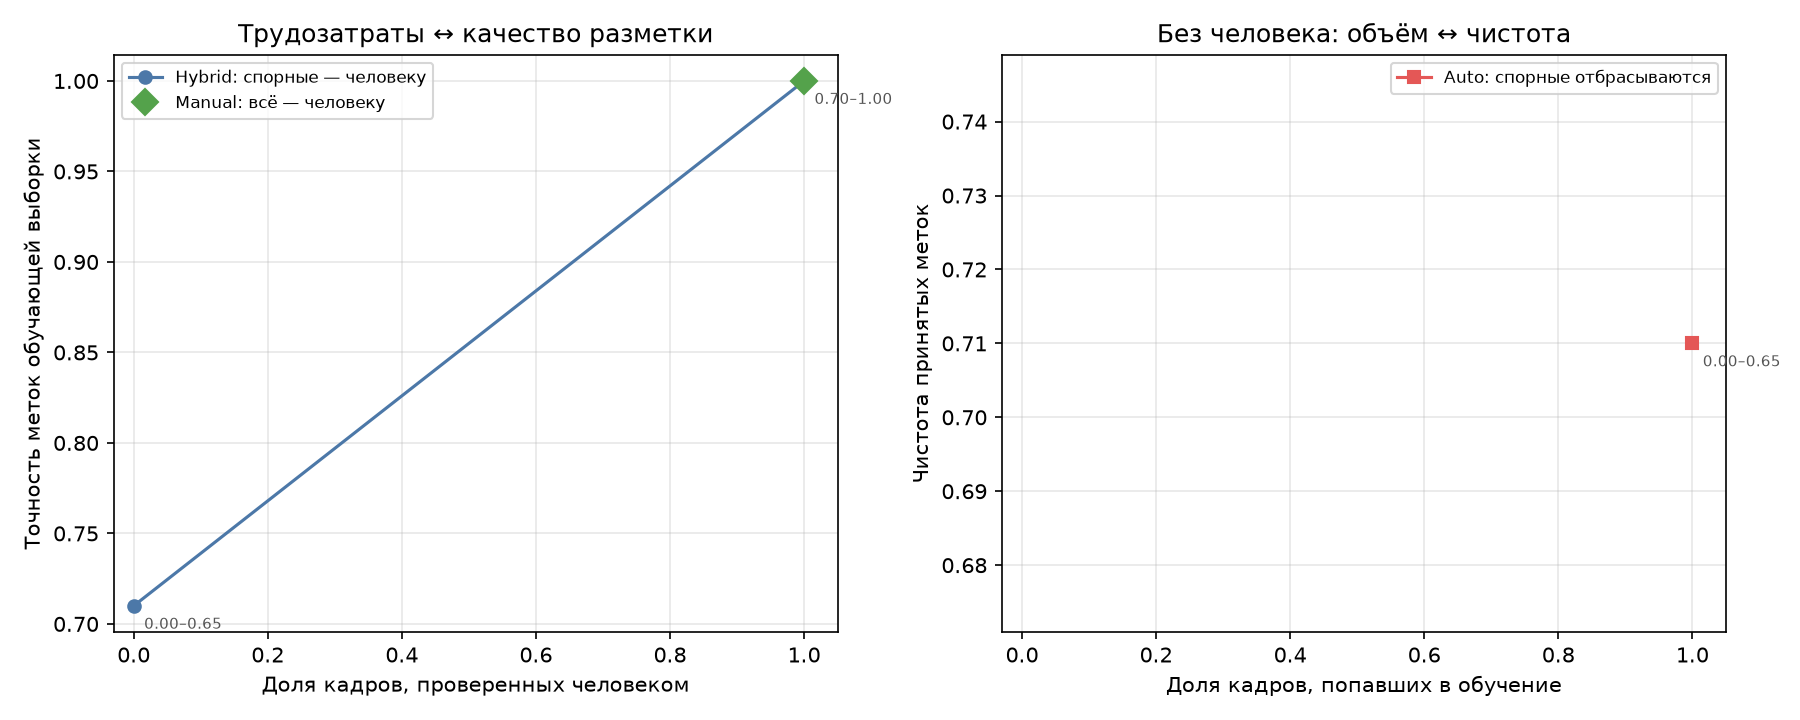 Трудозатраты ↔ качество разметки
Hybrid: спорные — человеку
Manual: всё — человеку
1.00
0.95
0.90
0.85
0.80
0.75
0.70
Точность меток обучающей выборки
0.70–1.00
0.00–0.65
0.0 0.2 0.4 0.6 0.8 1.0
Доля кадров, проверенных человеком
Без человека: объём ↔ чистота
Auto: спорные отбрасываются
0.74
0.73
0.72
0.71
0.70
0.69
0.68
Чистота принятых меток
0.00–0.65
0.0 0.2 0.4 0.6 0.8 1.0
Доля кадров, попавших в обучение